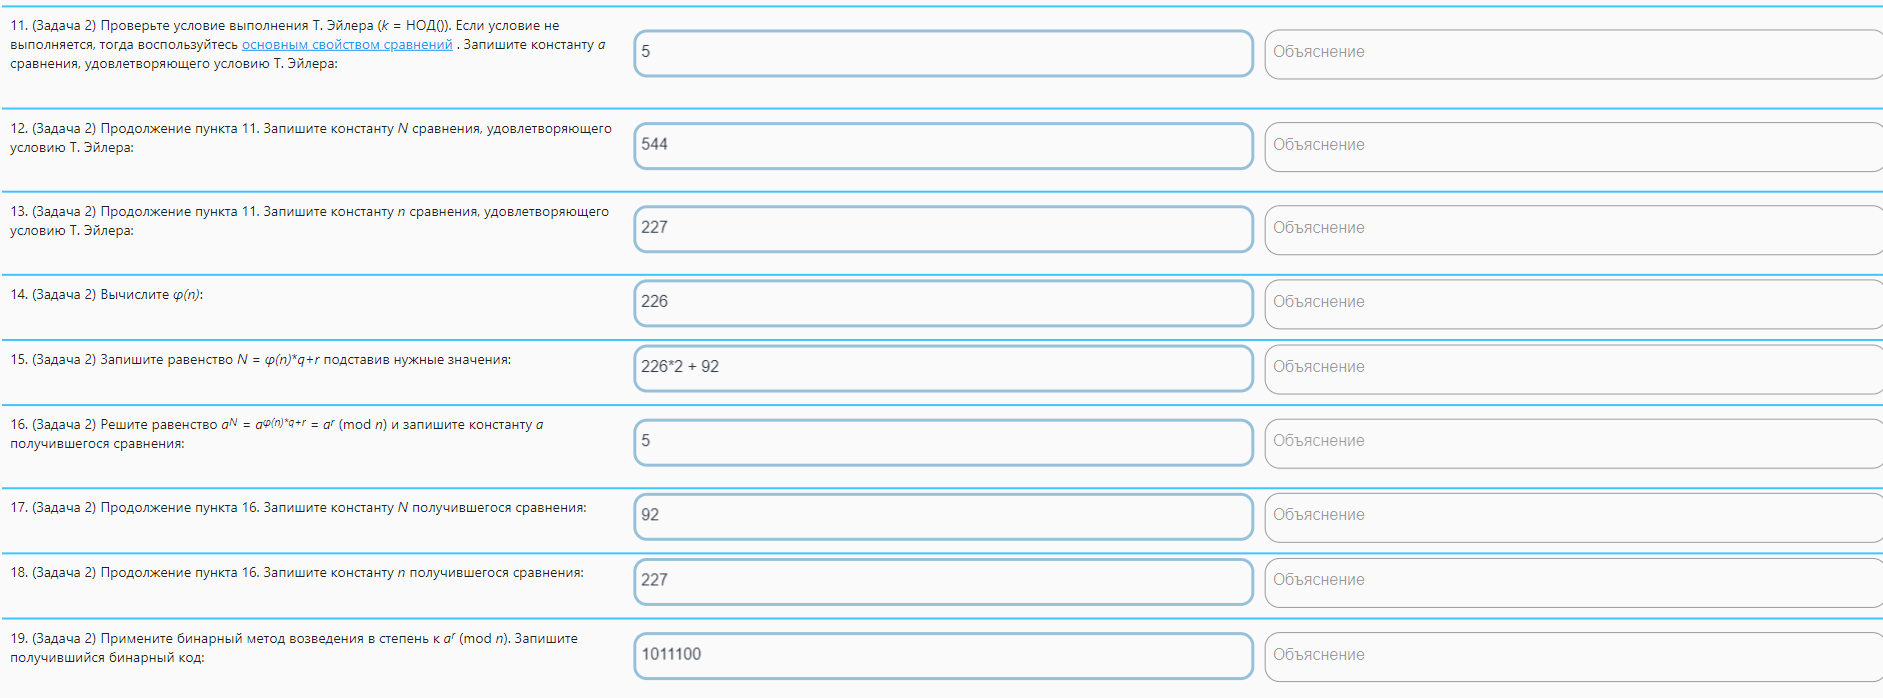 11. (Задача 2) Проверьте условие выполнения Т. Эйлера (k = НОД()). Если условие не
выполняется, тогда воспользуйтесь основным свойством сравнений . Запишите константу a
сравнения, удовлетворяющего условию Т. Эйлера:
5
Объяснение
12. (Задача 2) Продолжение пункта 11. Запишите константу N сравнения, удовлетворяющего
условию Т. Эйлера:
544
Объяснение
13. (Задача 2) Продолжение пункта 11. Запишите константу n сравнения, удовлетворяющего
условию Т. Эйлера:
227
Объяснение
14. (Задача 2) Вычислите φ(n):
226
Объяснение
15. (Задача 2) Запишите равенство N = φ(n)*q+r подставив нужные значения:
226*2 + 92
Объяснение
16. (Задача 2) Решите равенство a^N = a^φ(n)*q+r = a^r (mod n) и запишите константу a
получившегося сравнения:
5
Объяснение
17. (Задача 2) Продолжение пункта 16. Запишите константу N получившегося сравнения:
92
Объяснение
18. (Задача 2) Продолжение пункта 16. Запишите константу n получившегося сравнения:
227
Объяснение
19. (Задача 2) Примените бинарный метод возведения в степень к a^r (mod n). Запишите
получившийся бинарный код:
1011100
Объяснение